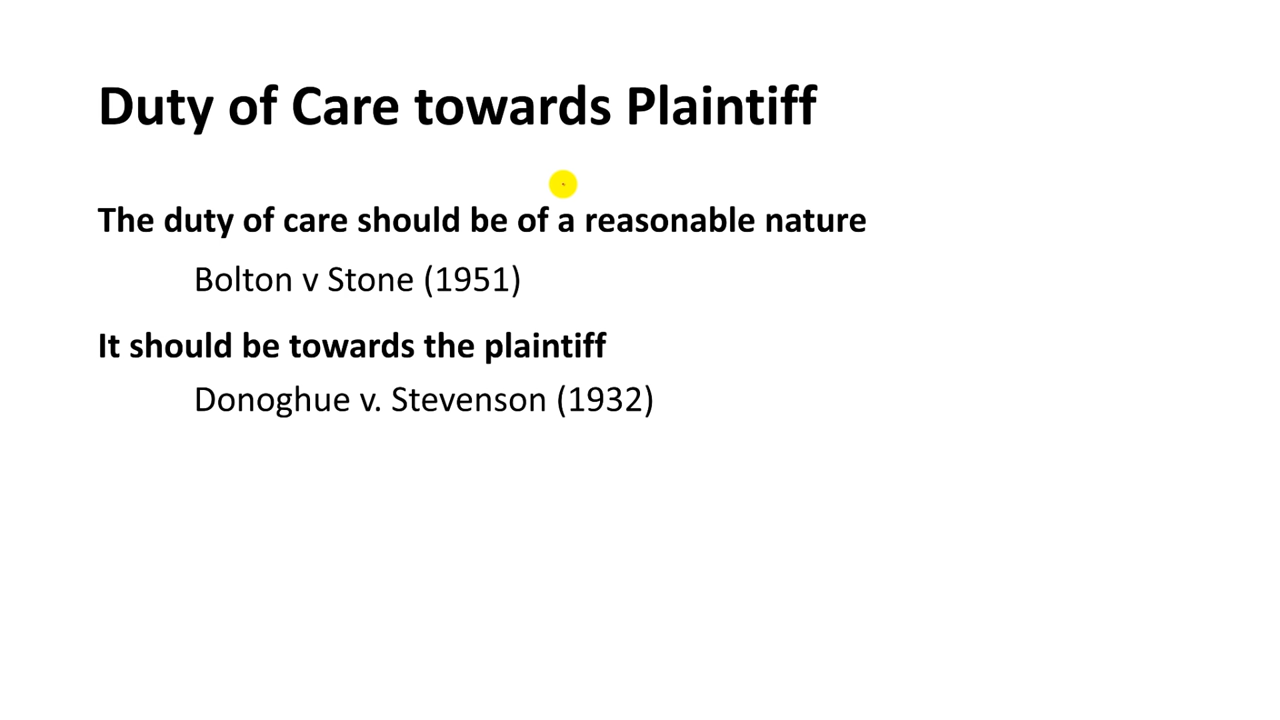 Duty of Care towards Plaintiff
The duty of care should be of a reasonable nature
Bolton v Stone (1951)
It should be towards the plaintiff
Donoghue v. Stevenson (1932)